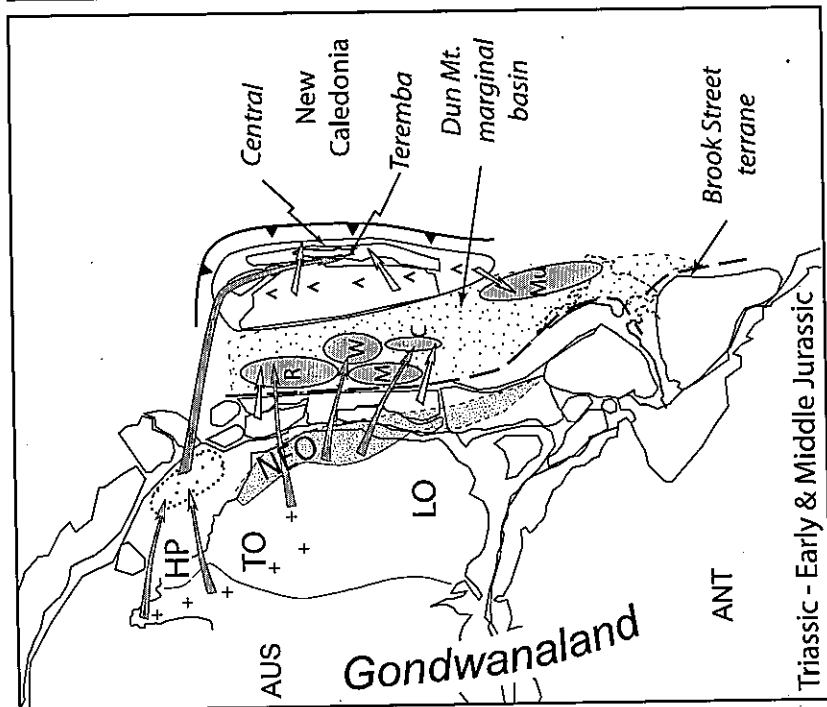 Central
New
Caledonia
Teremba
Dun Mt.
marginal
basin
Brook Street
terrane
HP
TO
NEO
LO
R
W
M
C
Mu
AUS
Gondwanaland
ANT
Triassic - Early & Middle Jurassic